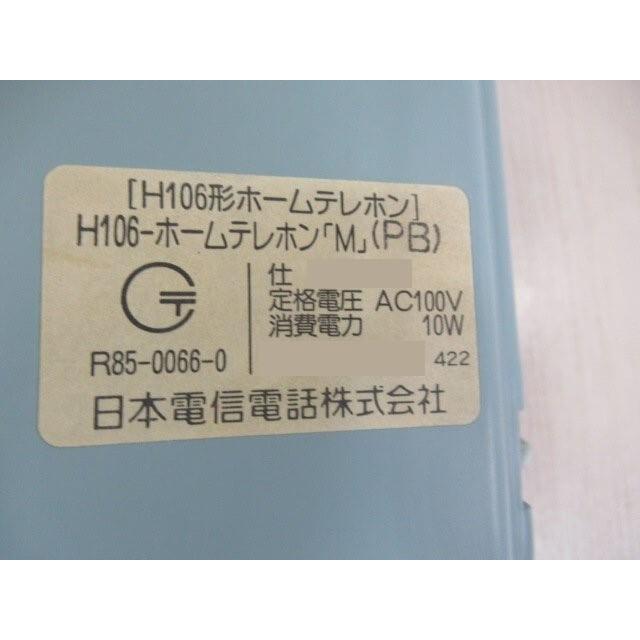 [H106形ホームテレホン]
H106-ホームテレホン「M」(PB)
仕
定格電圧 AC100V
消費電力 10W
R85-0066-0
422
日本電信電話株式会社